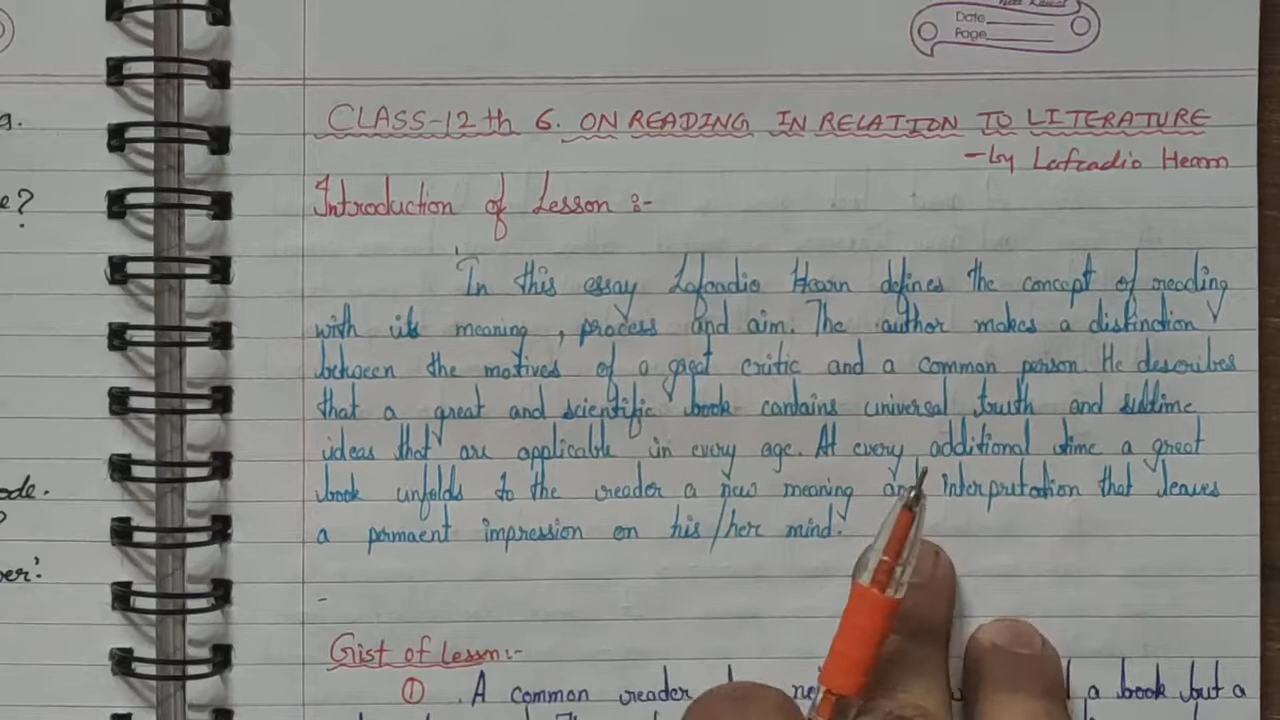 Date
Page
g.
CLASS-12th 6. ON READING IN RELATION TO LITERATURE
-by Lafcadio Hearn
e?
Introduction of Lesson :-
In this essay Lafcadio Hearn defines the concept of reading
with its meaning, process and aim. The author makes a distinction
between the motives of a great critic and a common person. He describes
that a great and scientific book contains universal truth and sublime
ideas that are applicable in every age. At every additional time a great
book unfolds to the reader a new meaning and interpretation that leaves
ode.
a permaent impression on his/her mind.
er'.
-
Gist of Lesson:-
① A common reader a book but a